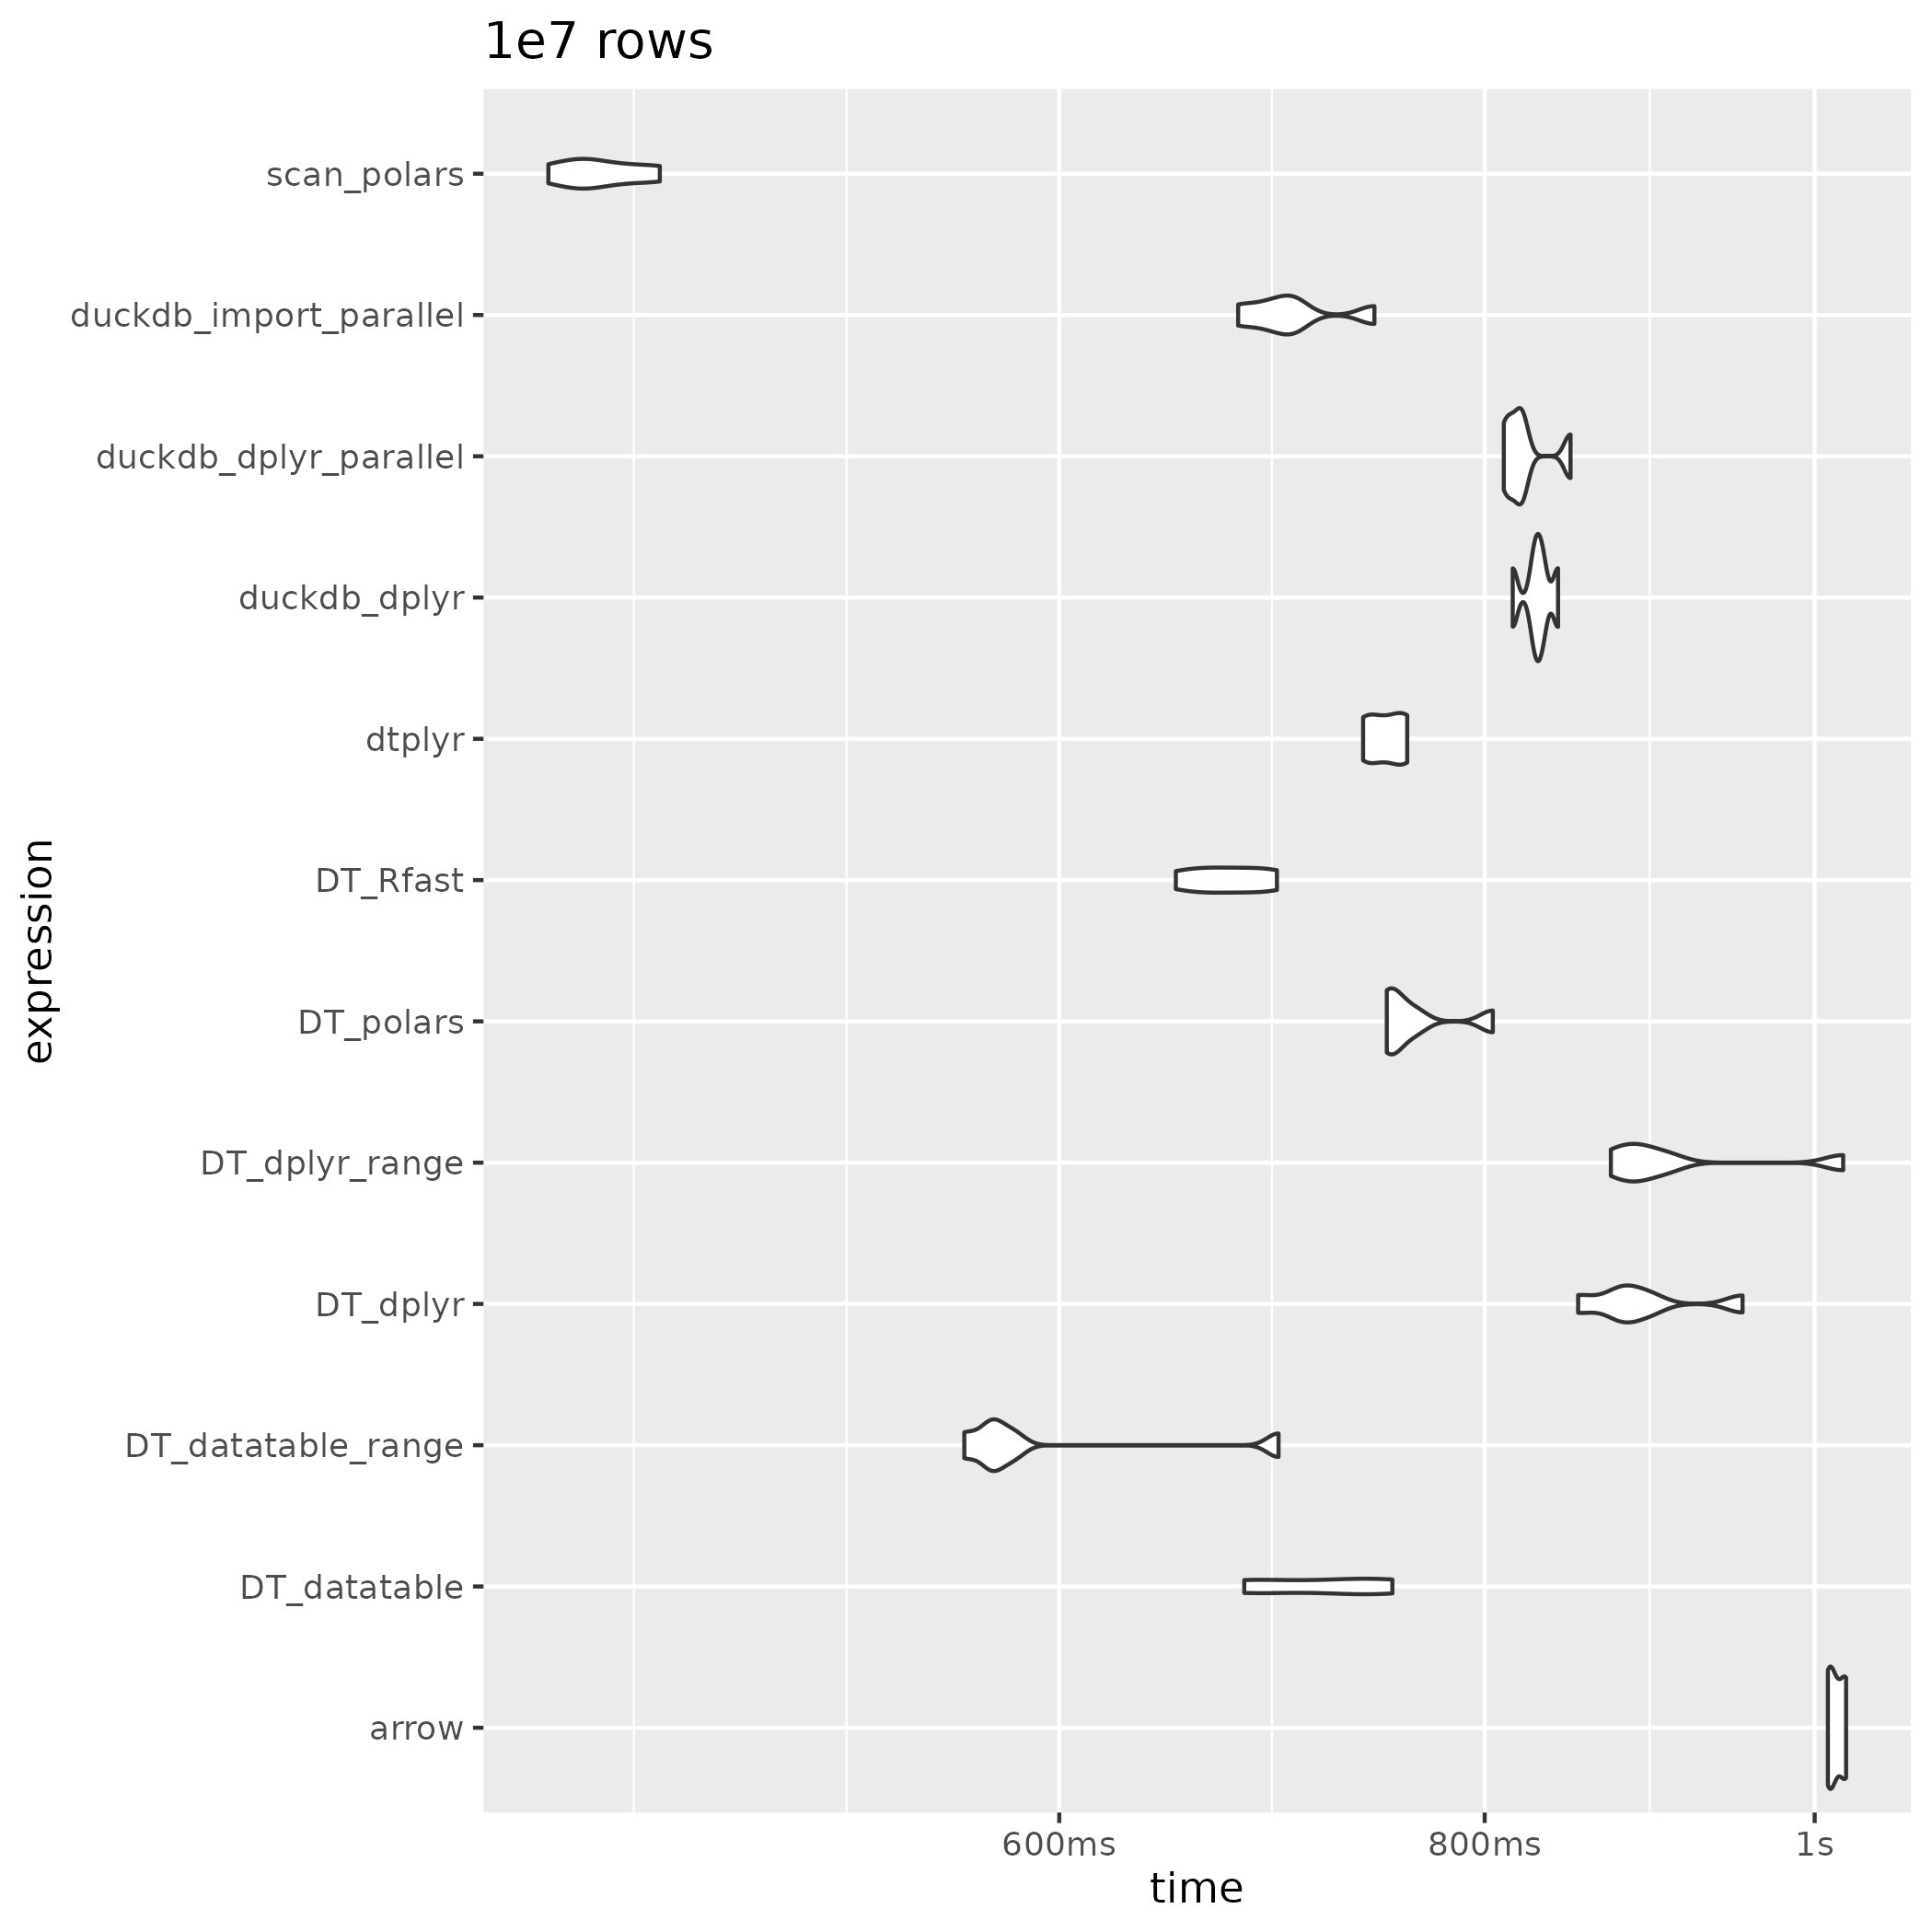 1e7 rows
scan_polars
duckdb_import_parallel
duckdb_dplyr_parallel
duckdb_dplyr
dtplyr
DT_Rfast
DT_polars
DT_dplyr_range
DT_dplyr
DT_datatable_range
DT_datatable
arrow
expression
600ms 800ms 1s
time